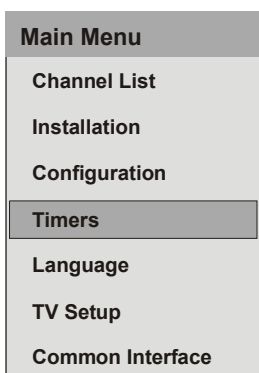 Main Menu
Channel List
Installation
Configuration
Timers
Language
TV Setup
Common Interface